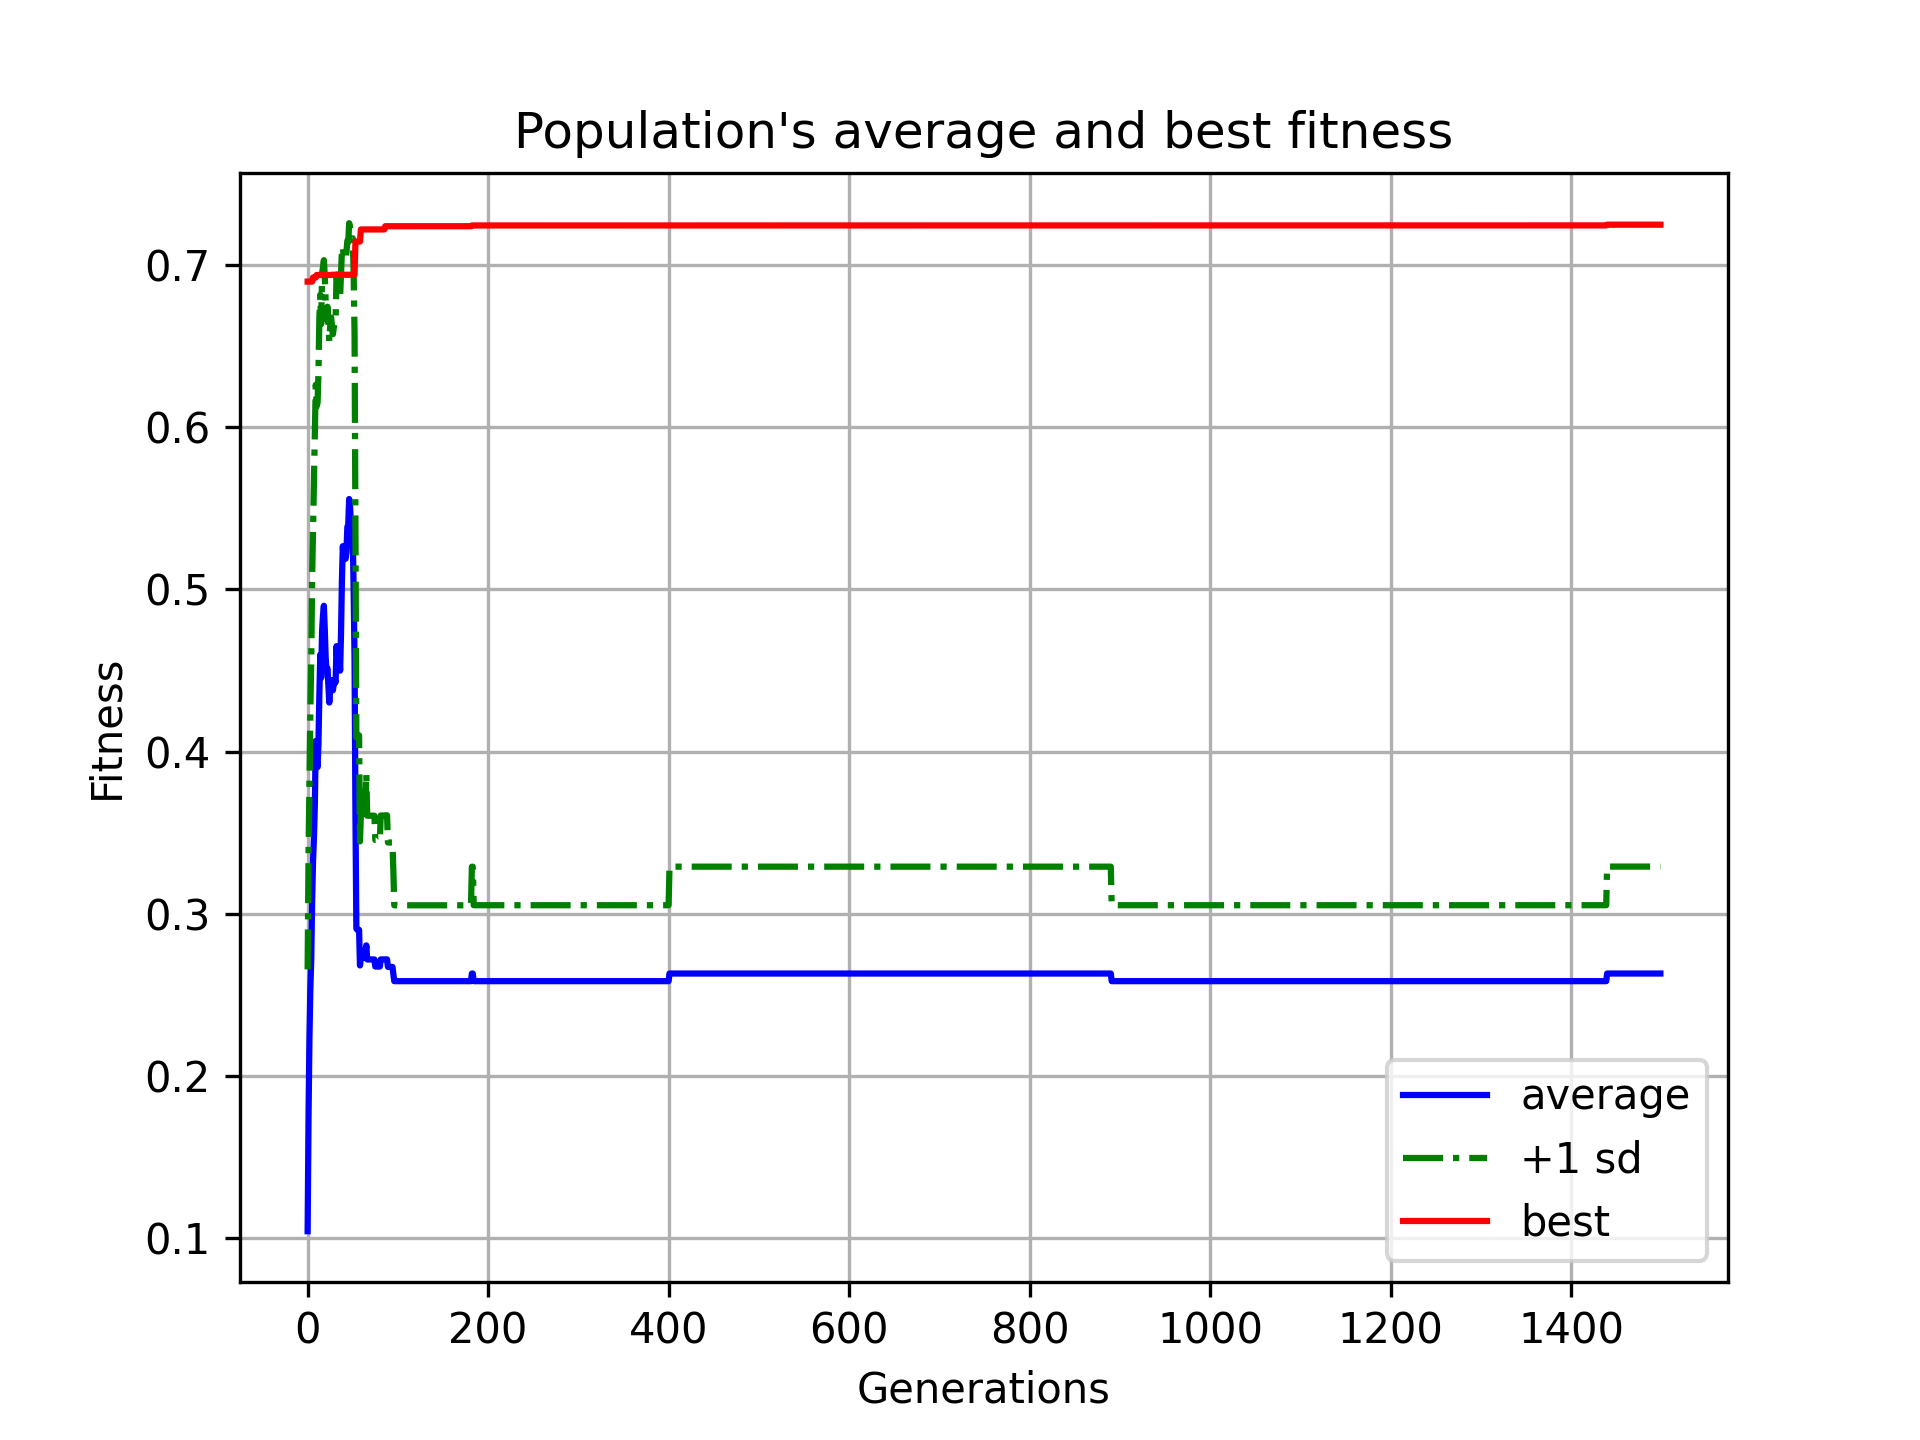 Population's average and best fitness
Fitness
0.7
0.6
0.5
0.4
0.3
0.2
0.1
average
+1 sd
best
0 200 400 600 800 1000 1200 1400
Generations